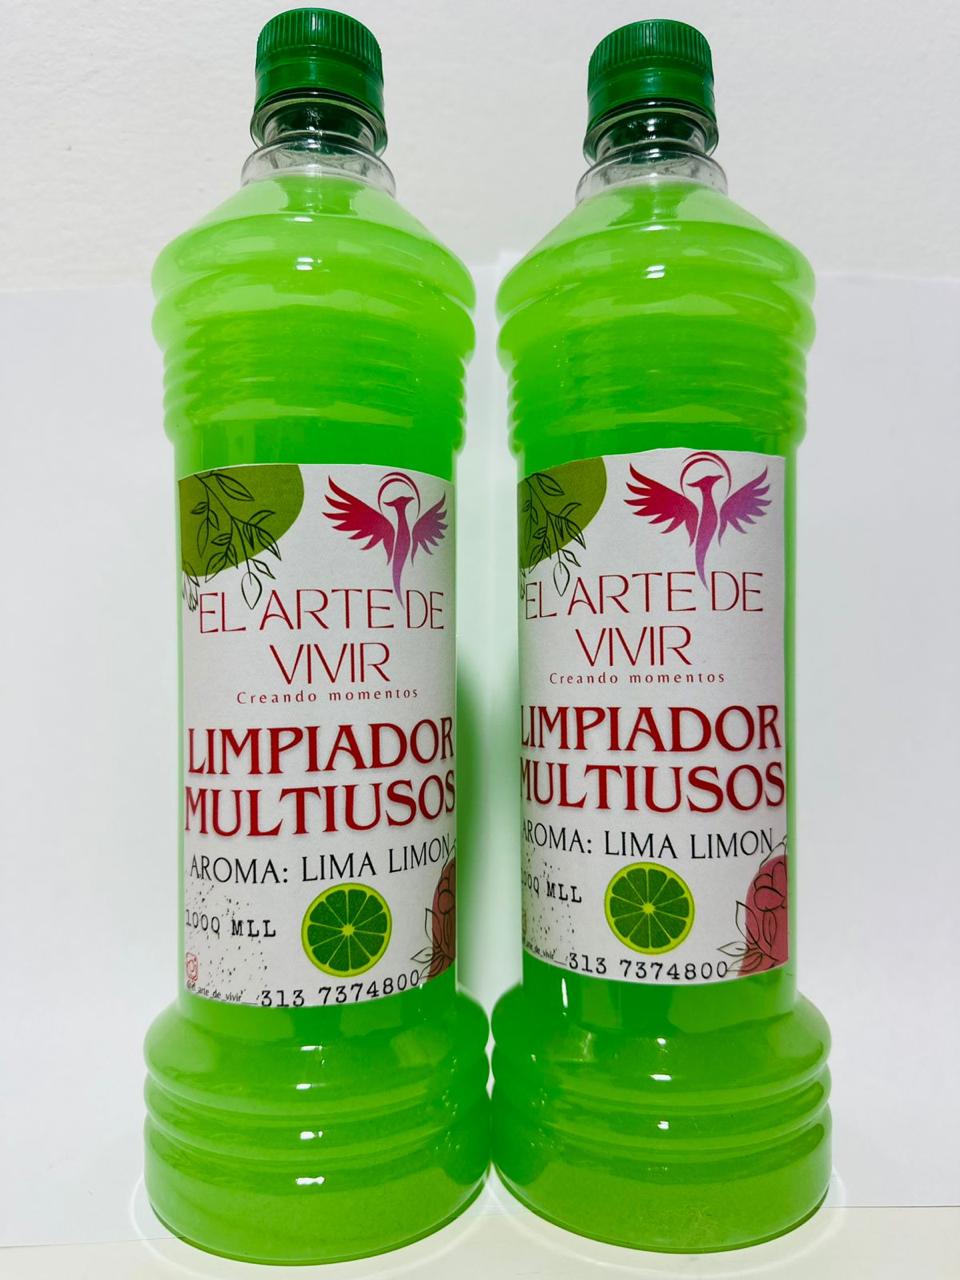 EL ARTE DE
VIVIR
Creando momentos
LIMPIADOR
MULTIUSOS
AROMA: LIMA LIMON
1000 MLL
313 7374800
EL ARTE DE
VIVIR
Creando momentos
LIMPIADOR
MULTIUSOS
AROMA: LIMA LIMON
MLL
313 7374800